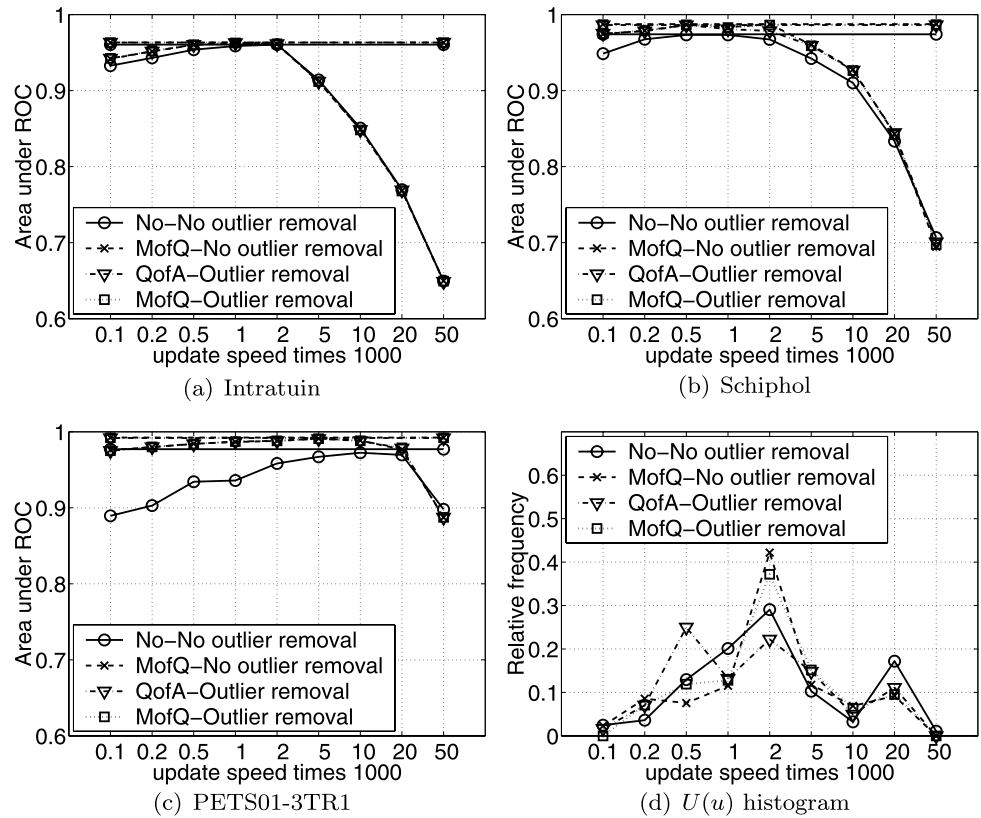 1
0.9
0.8
0.7
0.6
Area under ROC
No−No outlier removal
MofQ−No outlier removal
QofA−Outlier removal
MofQ−Outlier removal
0.1 0.2 0.5 1 2 5 10 20 50
update speed times 1000
(a) Intratuin
1
0.9
0.8
0.7
0.6
Area under ROC
No−No outlier removal
MofQ−No outlier removal
QofA−Outlier removal
MofQ−Outlier removal
0.1 0.2 0.5 1 2 5 10 20 50
update speed times 1000
(b) Schiphol
1
0.9
0.8
0.7
0.6
Area under ROC
No−No outlier removal
MofQ−No outlier removal
QofA−Outlier removal
MofQ−Outlier removal
0.1 0.2 0.5 1 2 5 10 20 50
update speed times 1000
(c) PETS01-3TR1
0.6
0.5
0.4
0.3
0.2
0.1
0
Relative frequency
No−No outlier removal
MofQ−No outlier removal
QofA−Outlier removal
MofQ−Outlier removal
0.1 0.2 0.5 1 2 5 10 20 50
update speed times 1000
(d) U(u) histogram